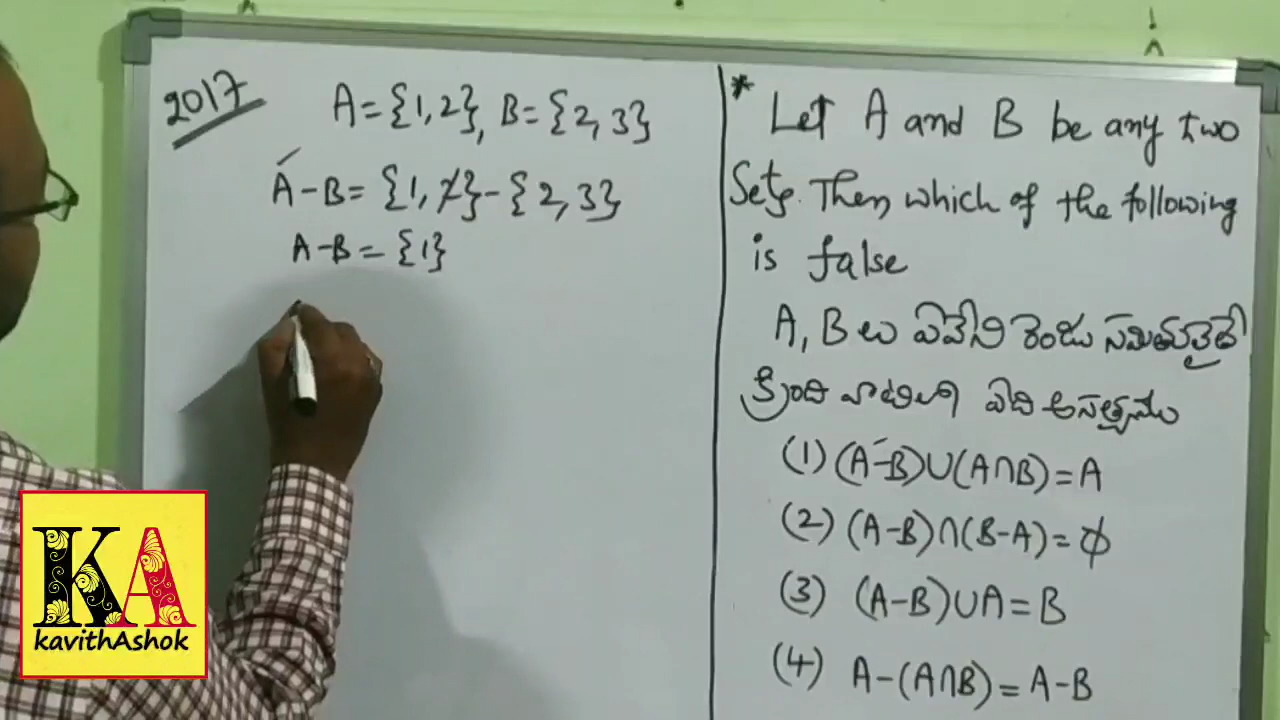 2017
A={1,2}, B={2,3}
A-B={1,2}-{2,3}
A-B={1}
* Let A and B be any two
Sets. Then which of the following
is false
A, B లు ఏవేని రెండు సమితులైతే
క్రింది వాటిలో ఏది అసత్యము
(1) (A-B)∪(A∩B)=A
(2) (A-B)∩(B-A)=ϕ
(3) (A-B)∪A=B
(4) A-(A∩B)=A-B
KA
kavithAshok